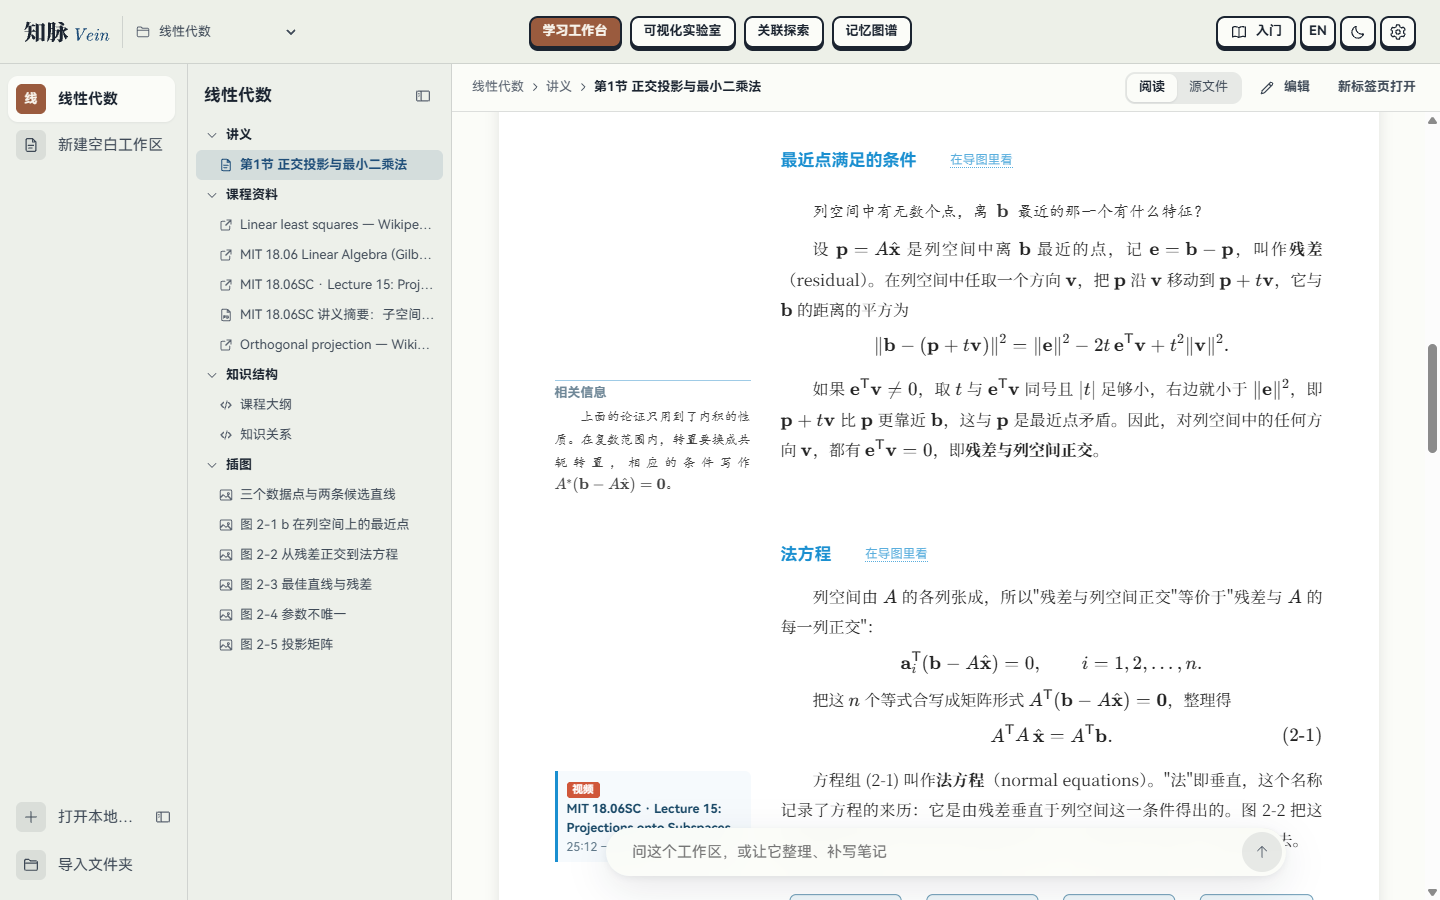 知脉 Vein
线性代数
学习工作台
可视化实验室
关联探索
记忆图谱
入门
EN
线
线性代数
新建空白工作区
打开本地...
导入文件夹
线性代数
讲义
第1节 正交投影与最小二乘法
课程资料
Linear least squares — Wikipe...
MIT 18.06 Linear Algebra (Gilb...
MIT 18.06SC · Lecture 15: Proj...
MIT 18.06SC 讲义摘要：子空间...
Orthogonal projection — Wiki...
知识结构
课程大纲
知识关系
插图
三个数据点与两条候选直线
图 2-1 b 在列空间上的最近点
图 2-2 从残差正交到法方程
图 2-3 最佳直线与残差
图 2-4 参数不唯一
图 2-5 投影矩阵
线性代数 > 讲义 > 第1节 正交投影与最小二乘法
阅读
源文件
编辑
新标签页打开
最近点满足的条件 在导图里看
列空间中有无数个点，离 b 最近的那一个有什么特征？
设 p = Ax̂ 是列空间中离 b 最近的点，记 e = b − p，叫作残差
（residual）。在列空间中任取一个方向 v，把 p 沿 v 移动到 p + tv，它与
b 的距离的平方为
‖b − (p + tv)‖² = ‖e‖² − 2t eᵀv + t²‖v‖².
如果 eᵀv ≠ 0，取 t 与 eᵀv 同号且 |t| 足够小，右边就小于 ‖e‖²，即
p + tv 比 p 更靠近 b，这与 p 是最近点矛盾。因此，对列空间中的任何方
向 v，都有 eᵀv = 0，即残差与列空间正交。
相关信息
上面的论证只用到了内积的性
质。在复数范围内，转置要换成共
轭转置，相应的条件写作
A*(b − Ax̂) = 0。
法方程 在导图里看
列空间由 A 的各列张成，所以"残差与列空间正交"等价于"残差与 A 的
每一列正交"：
aᵢᵀ(b − Ax̂) = 0, i = 1, 2, . . . , n.
把这 n 个等式合写成矩阵形式 Aᵀ(b − Ax̂) = 0，整理得
AᵀA x̂ = Aᵀb. (2-1)
方程组 (2-1) 叫作法方程（normal equations）。"法"即垂直，这个名称
记录了方程的来历：它是由残差垂直于列空间这一条件得出的。图 2-2 把这
去。
视频
MIT 18.06SC · Lecture 15:
Projections onto Subspaces
25:12 –
问这个工作区，或让它整理、补写笔记